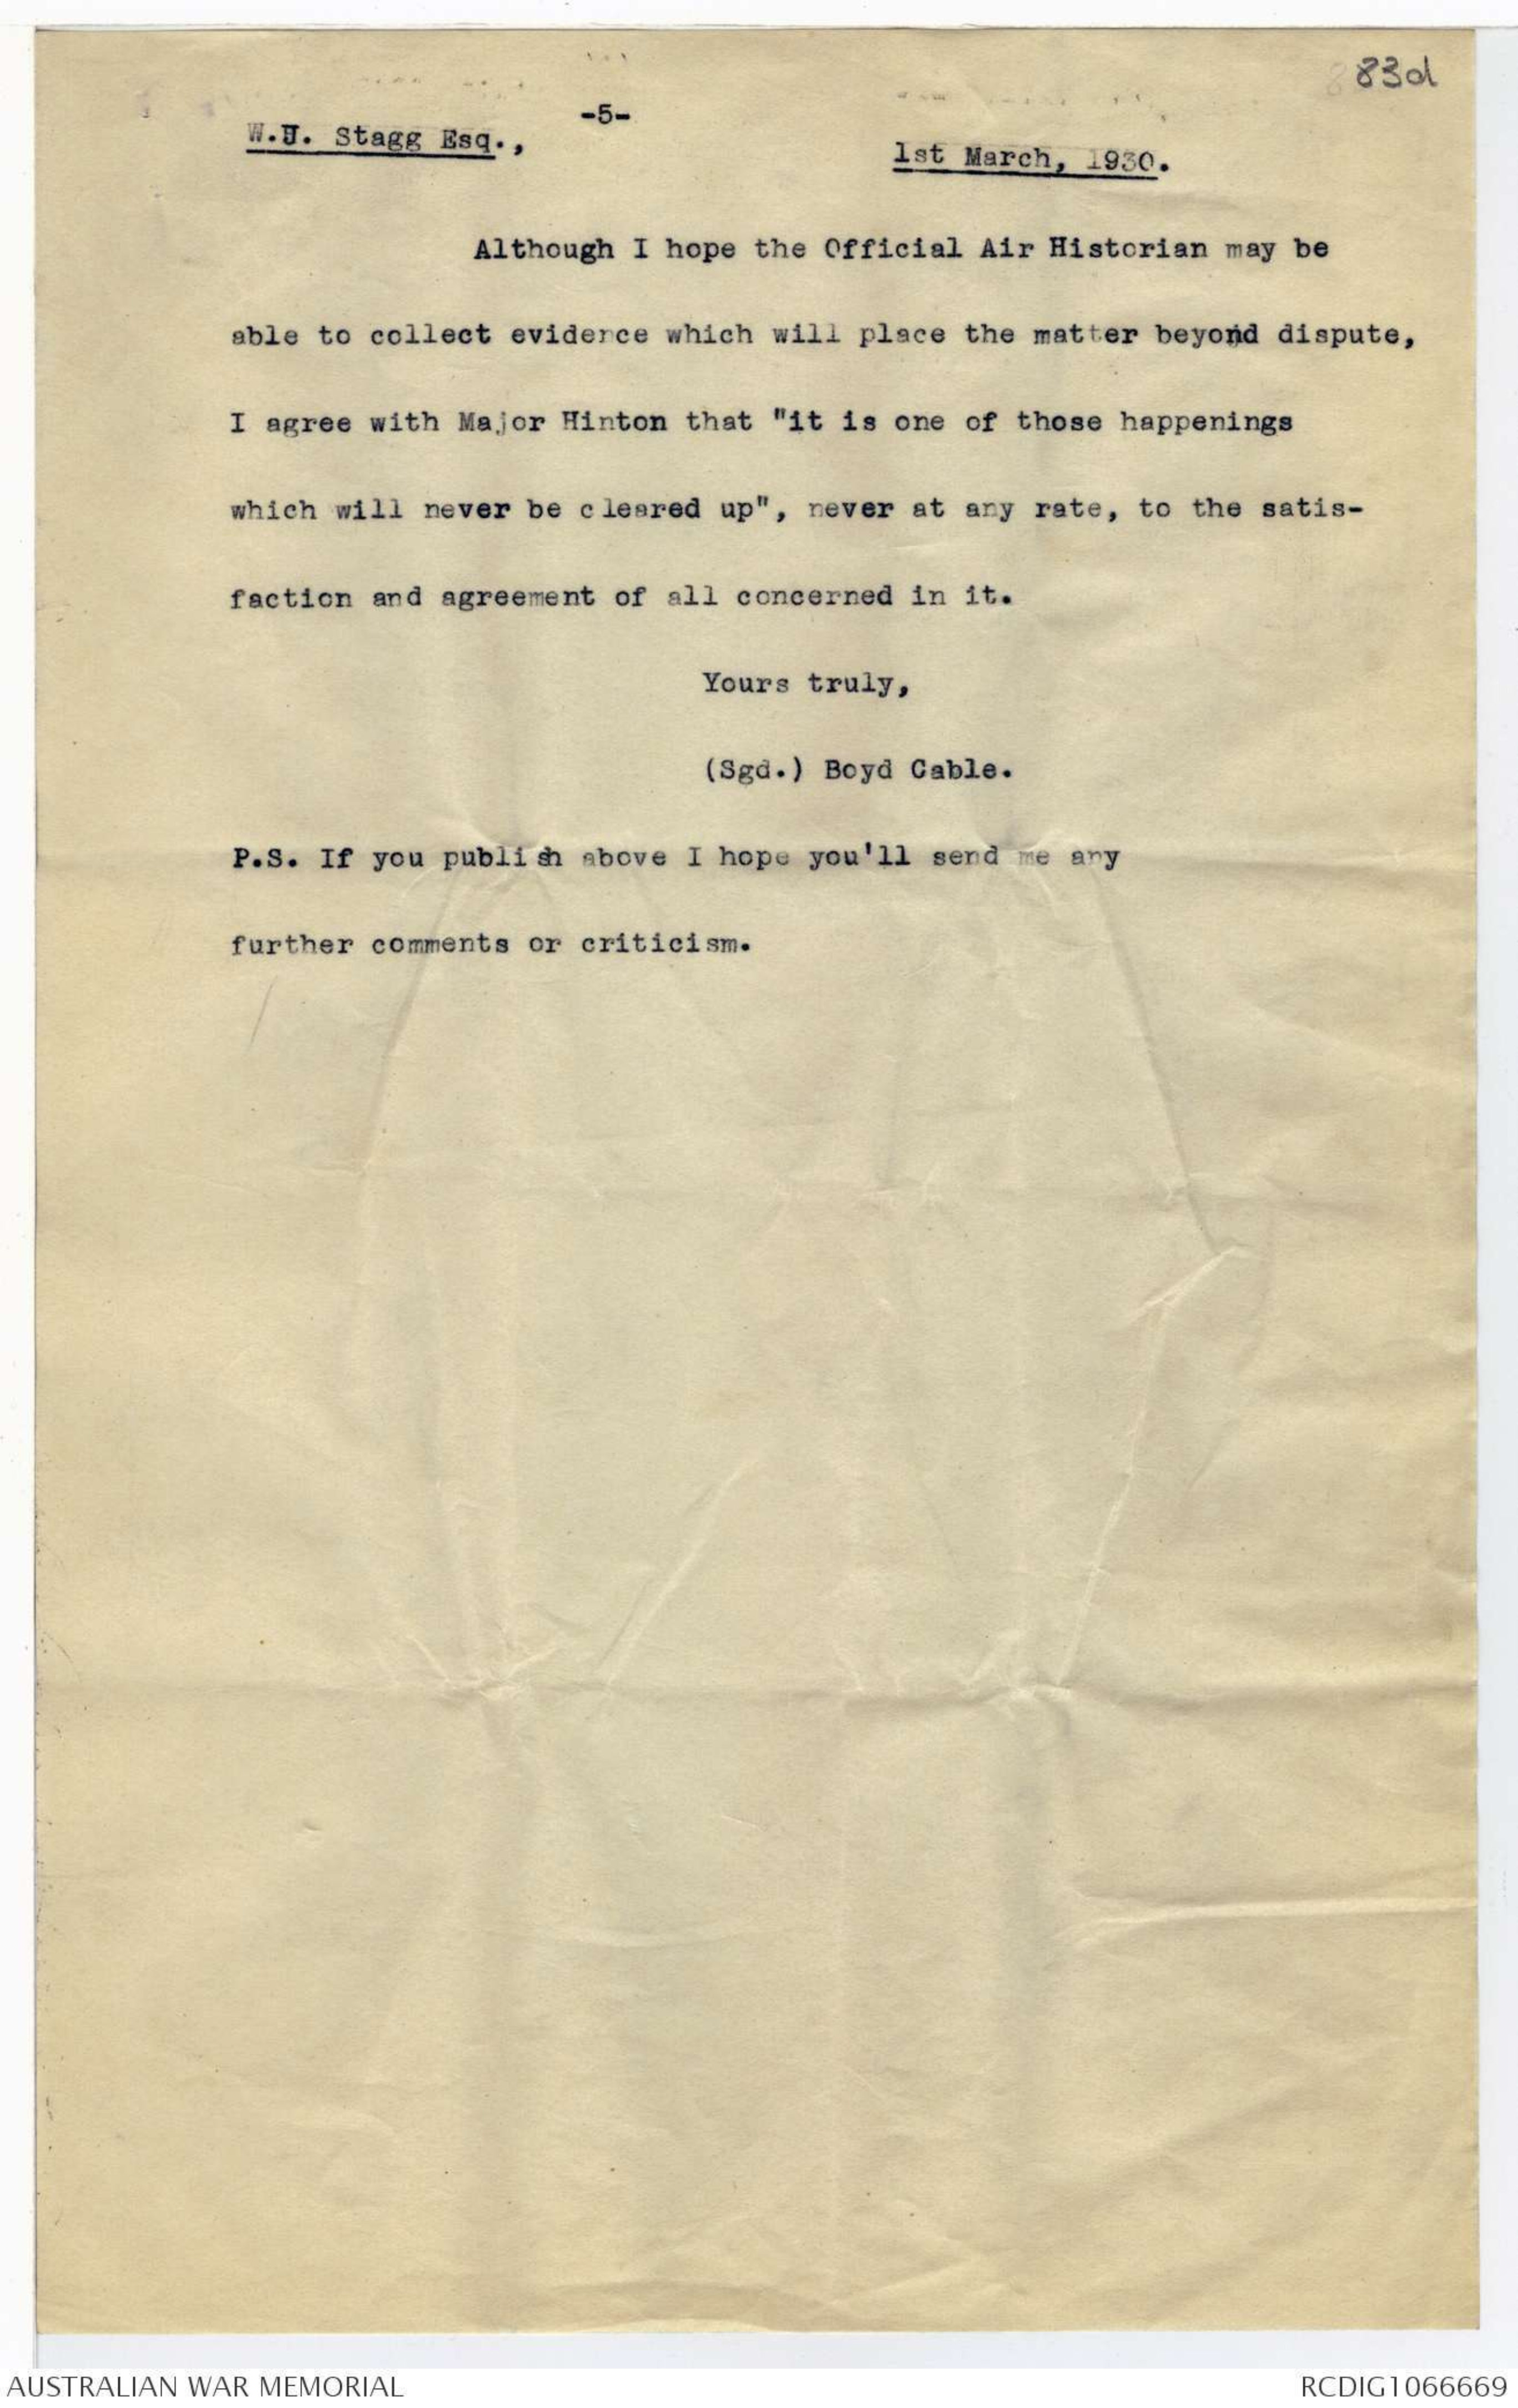 83d
-5-
W.J. Stagg Esq.,
1st March, 1930.
Although I hope the Official Air Historian may be
able to collect evidence which will place the matter beyond dispute,
I agree with Major Hinton that "it is one of those happenings
which will never be cleared up", never at any rate, to the satis-
faction and agreement of all concerned in it.
Yours truly,
(Sgd.) Boyd Cable.
P.S. If you publish above I hope you'll send me any
further comments or criticism.
AUSTRALIAN WAR MEMORIAL
RCDIG1066669